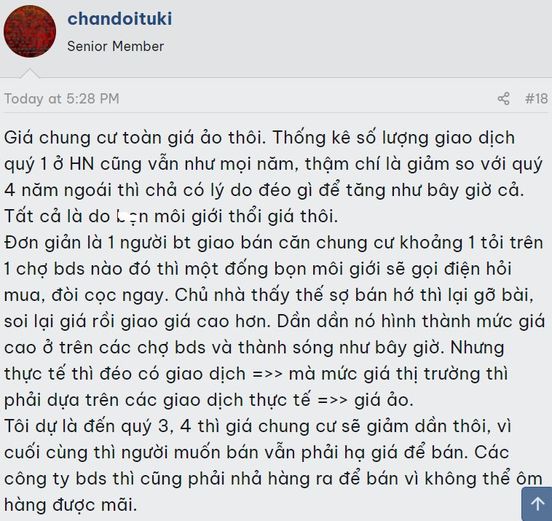 chandoituki
Senior Member
Today at 5:28 PM
#18
Giá chung cư toàn giá ảo thôi. Thống kê số lượng giao dịch
quý 1 ở HN cũng vẫn như mọi năm, thậm chí là giảm so với quý
4 năm ngoái thì chả có lý do đéo gì để tăng như bây giờ cả.
Tất cả là do môi giới thổi giá thôi.
Đơn giản là 1 người bt giao bán căn chung cư khoảng 1 tỏi trên
1 chợ bds nào đó thì một đống bọn môi giới sẽ gọi điện hỏi
mua, đòi cọc ngay. Chủ nhà thấy thế sợ bán hớ thì lại gỡ bài,
soi lại giá rồi giao giá cao hơn. Dần dần nó hình thành mức giá
cao ở trên các chợ bds và thành sóng như bây giờ. Nhưng
thực tế thì đéo có giao dịch =>> mà mức giá thị trường thì
phải dựa trên các giao dịch thực tế =>> giá ảo.
Tôi dự là đến quý 3, 4 thì giá chung cư sẽ giảm dần thôi, vì
cuối cùng thì người muốn bán vẫn phải hạ giá để bán. Các
công ty bds thì cũng phải nhả hàng ra để bán vì không thể ôm
hàng được mãi.